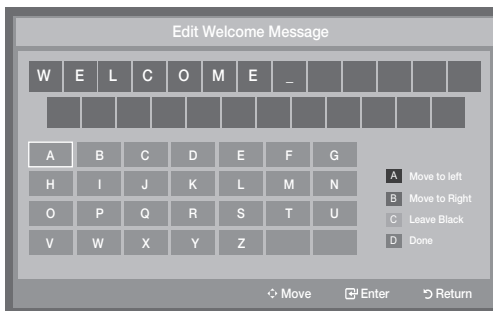 Edit Welcome Message
W E L C O M E _
A B C D E F G
H I J K L M N
O P Q R S T U
V W X Y Z
A Move to left
B Move to Right
C Leave Black
D Done
Move Enter Return